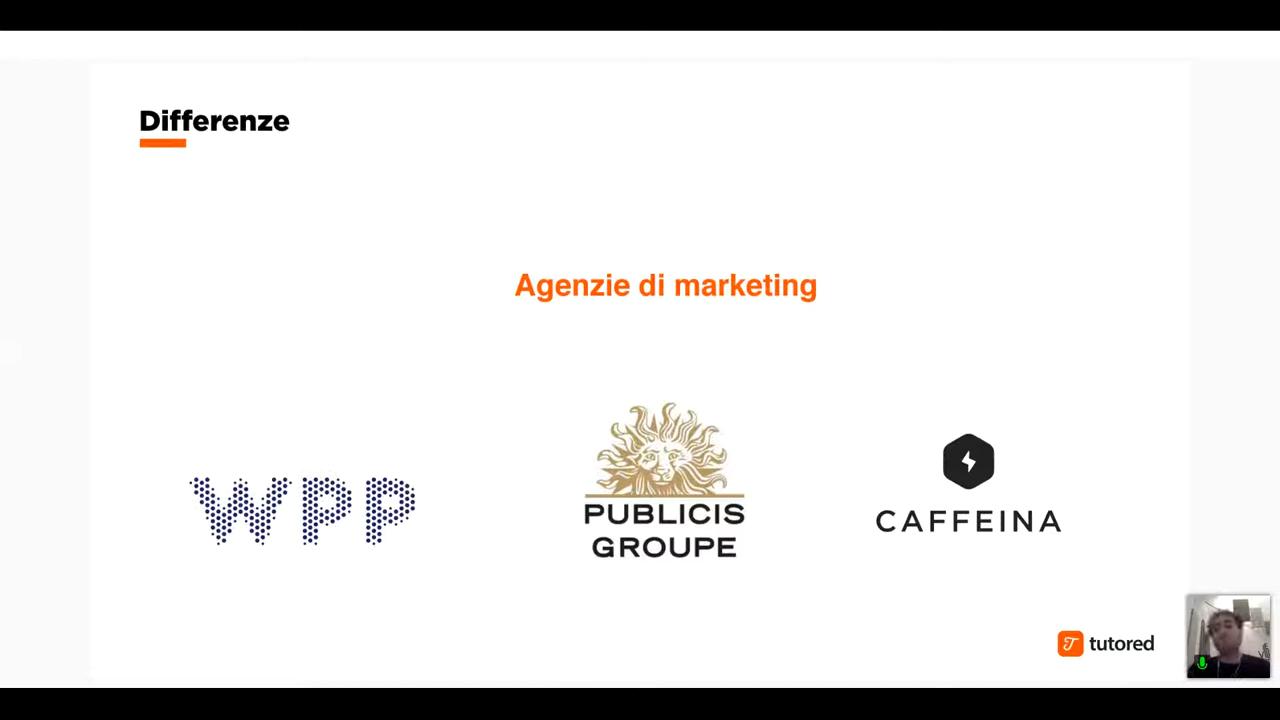 Differenze
Agenzie di marketing
WPP
PUBLICIS
GROUPE
CAFFEINA
tutored